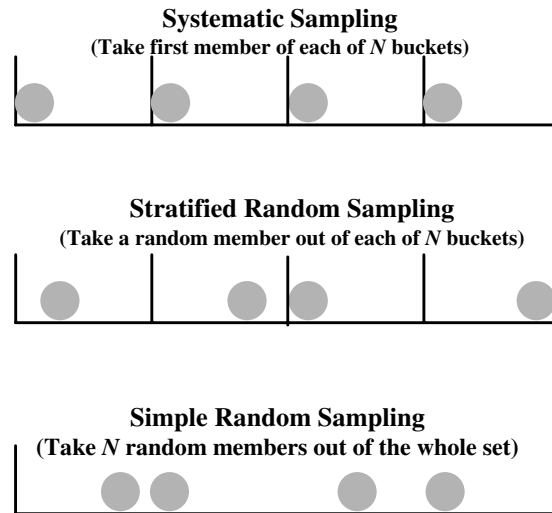 Systematic Sampling
(Take first member of each of N buckets)
Stratified Random Sampling
(Take a random member out of each of N buckets)
Simple Random Sampling
(Take N random members out of the whole set)